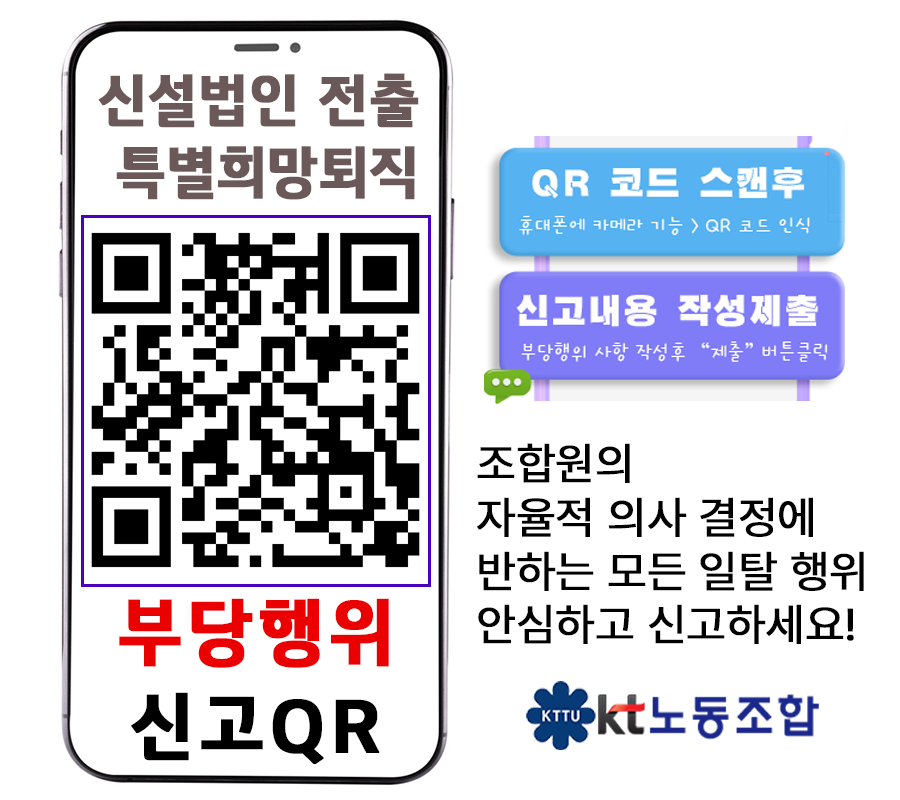 신설법인 전출
특별희망퇴직
부당행위
신고QR
QR 코드 스캔후
휴대폰에 카메라 기능 > QR 코드 인식
신고내용 작성제출
부당행위 사항 작성후 “제출” 버튼클릭
조합원의
자율적 의사 결정에
반하는 모든 일탈 행위
안심하고 신고하세요!
KTTU kt노동조합